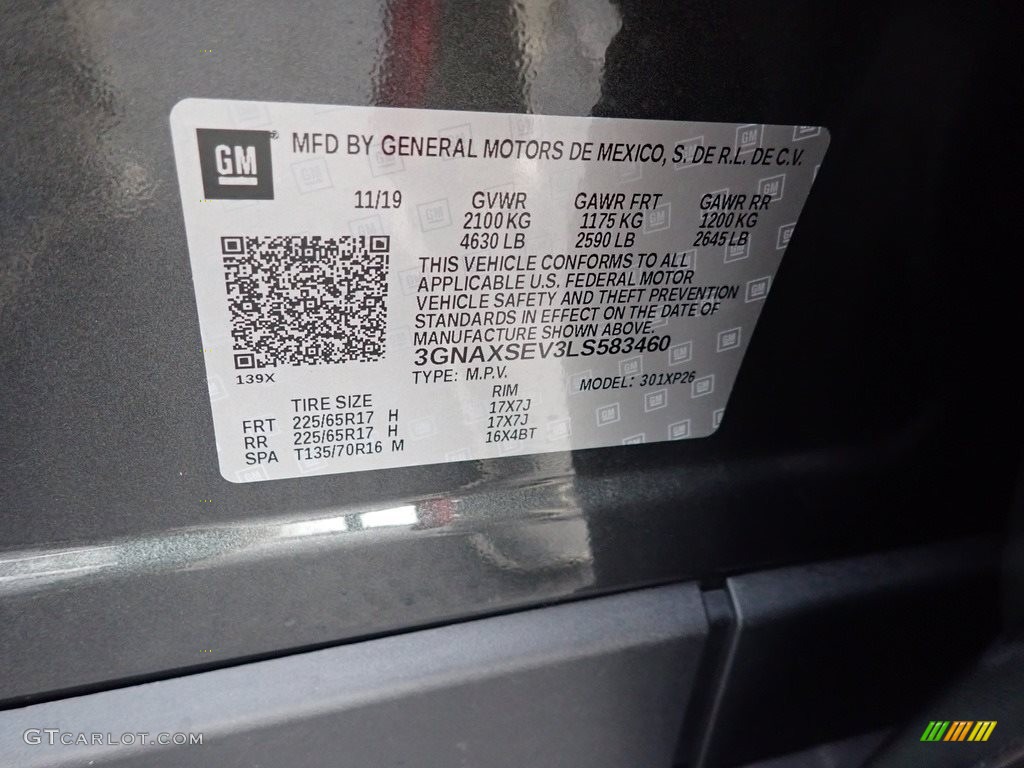 GM ® MFD BY GENERAL MOTORS DE MEXICO, S. DE R.L. DE C.V.
11/19 GVWR GAWR FRT GAWR RR
2100 KG 1175 KG 1200 KG
4630 LB 2590 LB 2645 LB
THIS VEHICLE CONFORMS TO ALL
APPLICABLE U.S. FEDERAL MOTOR
VEHICLE SAFETY AND THEFT PREVENTION
STANDARDS IN EFFECT ON THE DATE OF
MANUFACTURE SHOWN ABOVE.
3GNAXSEV3LS583460
139X TYPE: M.P.V. MODEL: 301XP26
TIRE SIZE RIM
FRT 225/65R17 H 17X7J
RR 225/65R17 H 17X7J
SPA T135/70R16 M 16X4BT
GTCARLOT.COM